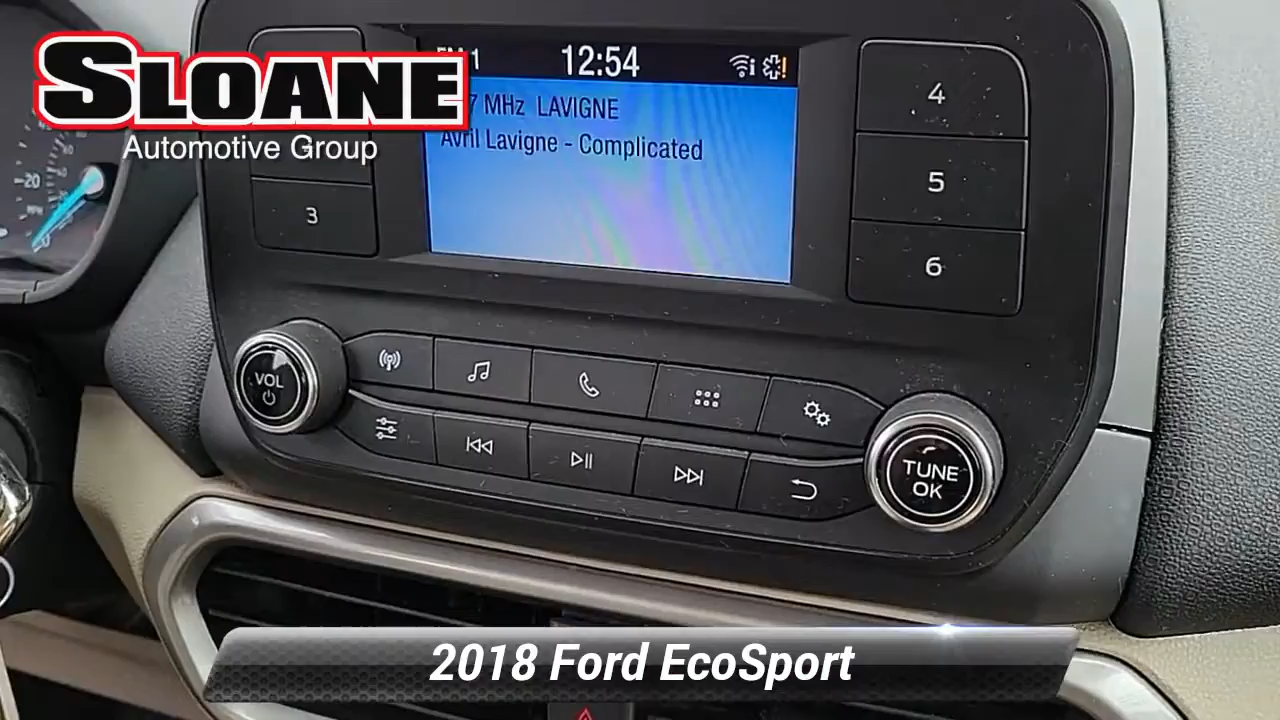 SLOANE
Automotive Group
12:54
MHz LAVIGNE
Avril Lavigne - Complicated
4
5
6
3
20
VOL
TUNE
OK
2018 Ford EcoSport